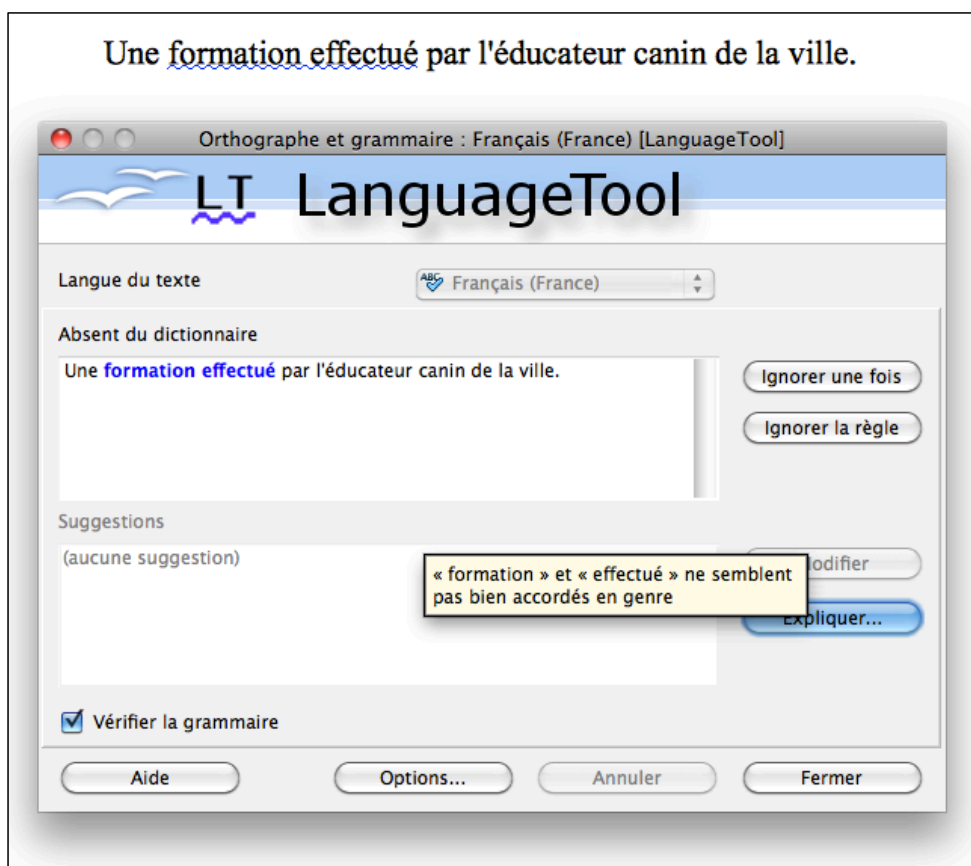 Une formation effectué par l'éducateur canin de la ville.
Orthographe et grammaire : Français (France) [LanguageTool]
LT LanguageTool
Langue du texte
ABC Français (France)
Absent du dictionnaire
Une formation effectué par l'éducateur canin de la ville.
Ignorer une fois
Ignorer la règle
Suggestions
(aucune suggestion)
« formation » et « effectué » ne semblent
pas bien accordés en genre
odifier
Expliquer...
Vérifier la grammaire
Aide
Options...
Annuler
Fermer